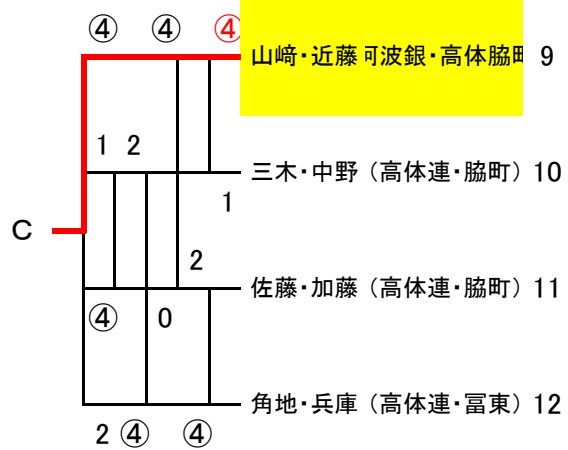 ④ ④ ④
山﨑・近藤 阿波銀・高体脇町 9
1 2
三木・中野（高体連・脇町）10
1
C
2
佐藤・加藤（高体連・脇町）11
④ 0
角地・兵庫（高体連・冨東）12
2 ④ ④